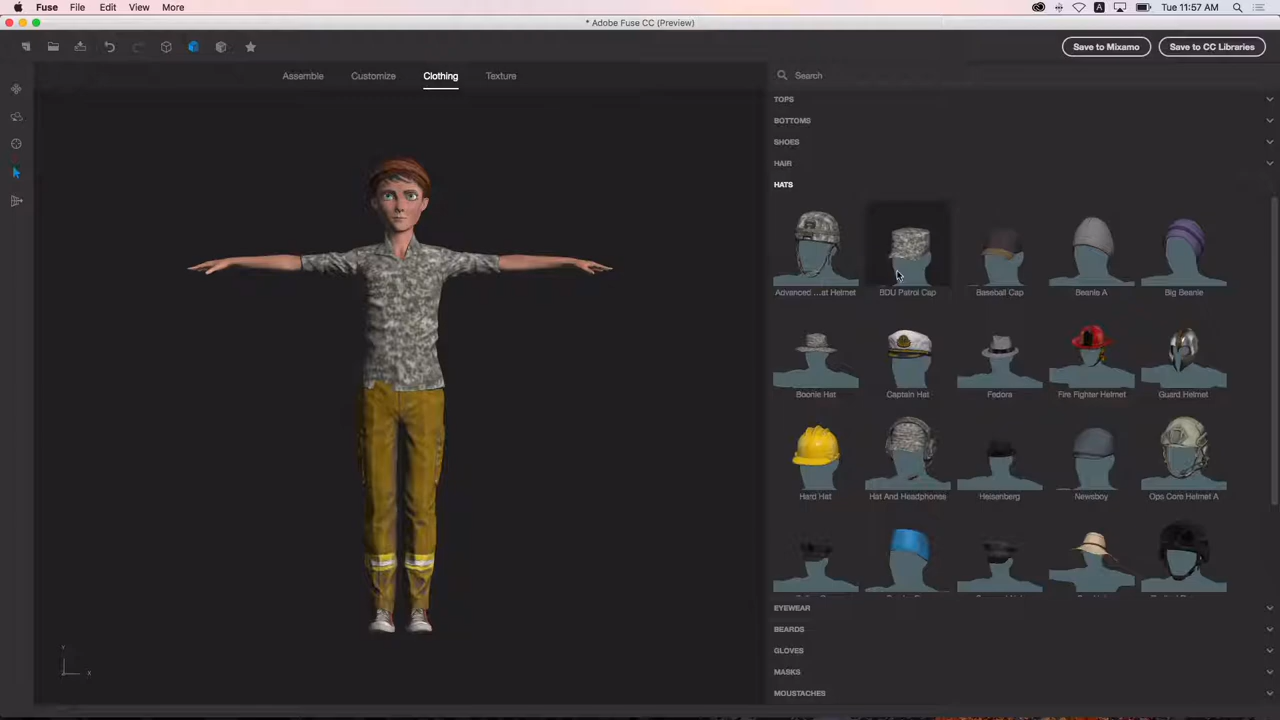 Fuse File Edit View More
Tue 11:57 AM
* Adobe Fuse CC (Preview)
Save to Mixamo Save to CC Libraries
Assemble Customize Clothing Texture
Search
TOPS
BOTTOMS
SHOES
HAIR
HATS
Advanced ...at Helmet BDU Patrol Cap Baseball Cap Beanie A Big Beanie
Boonie Hat Captain Hat Fedora Fire Fighter Helmet Guard Helmet
Hard Hat Hat And Headphones Heisenberg Newsboy Ops Core Helmet A
EYEWEAR
BEARDS
GLOVES
MASKS
MOUSTACHES
Y
X